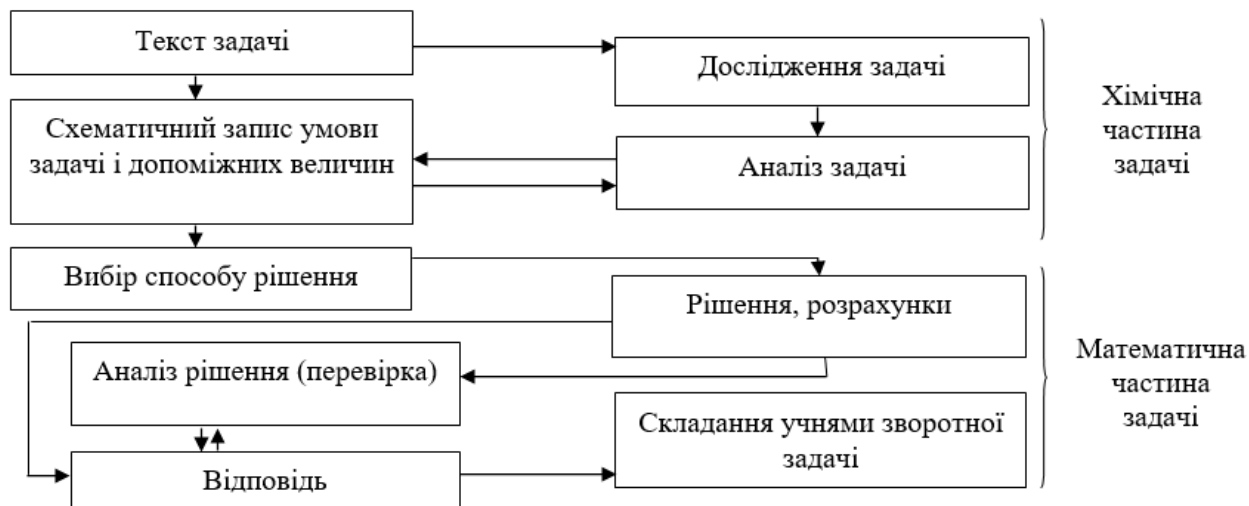 Текст задачі
Дослідження задачі
Хімічна
частина
задачі
Схематичний запис умови
задачі і допоміжних величин
Аналіз задачі
Вибір способу рішення
Рішення, розрахунки
Математична
частина
задачі
Аналіз рішення (перевірка)
Складання учнями зворотної
задачі
Відповідь